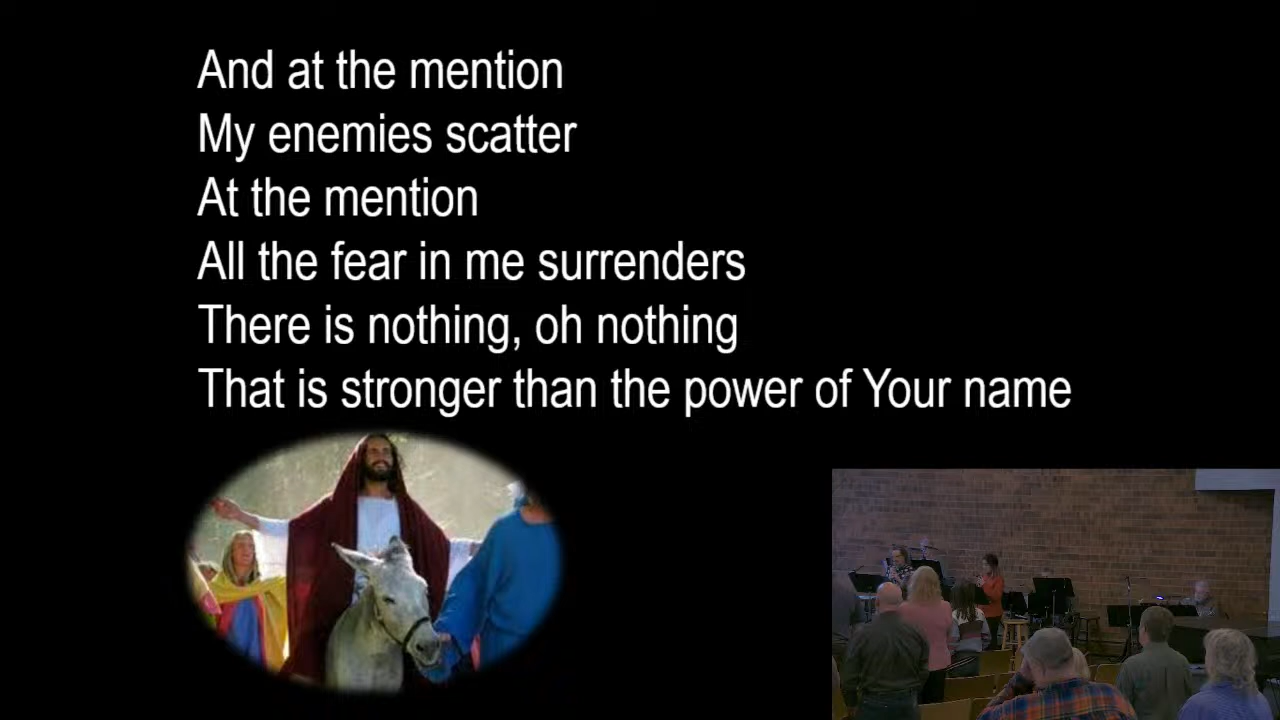 And at the mention
My enemies scatter
At the mention
All the fear in me surrenders
There is nothing, oh nothing
That is stronger than the power of Your name